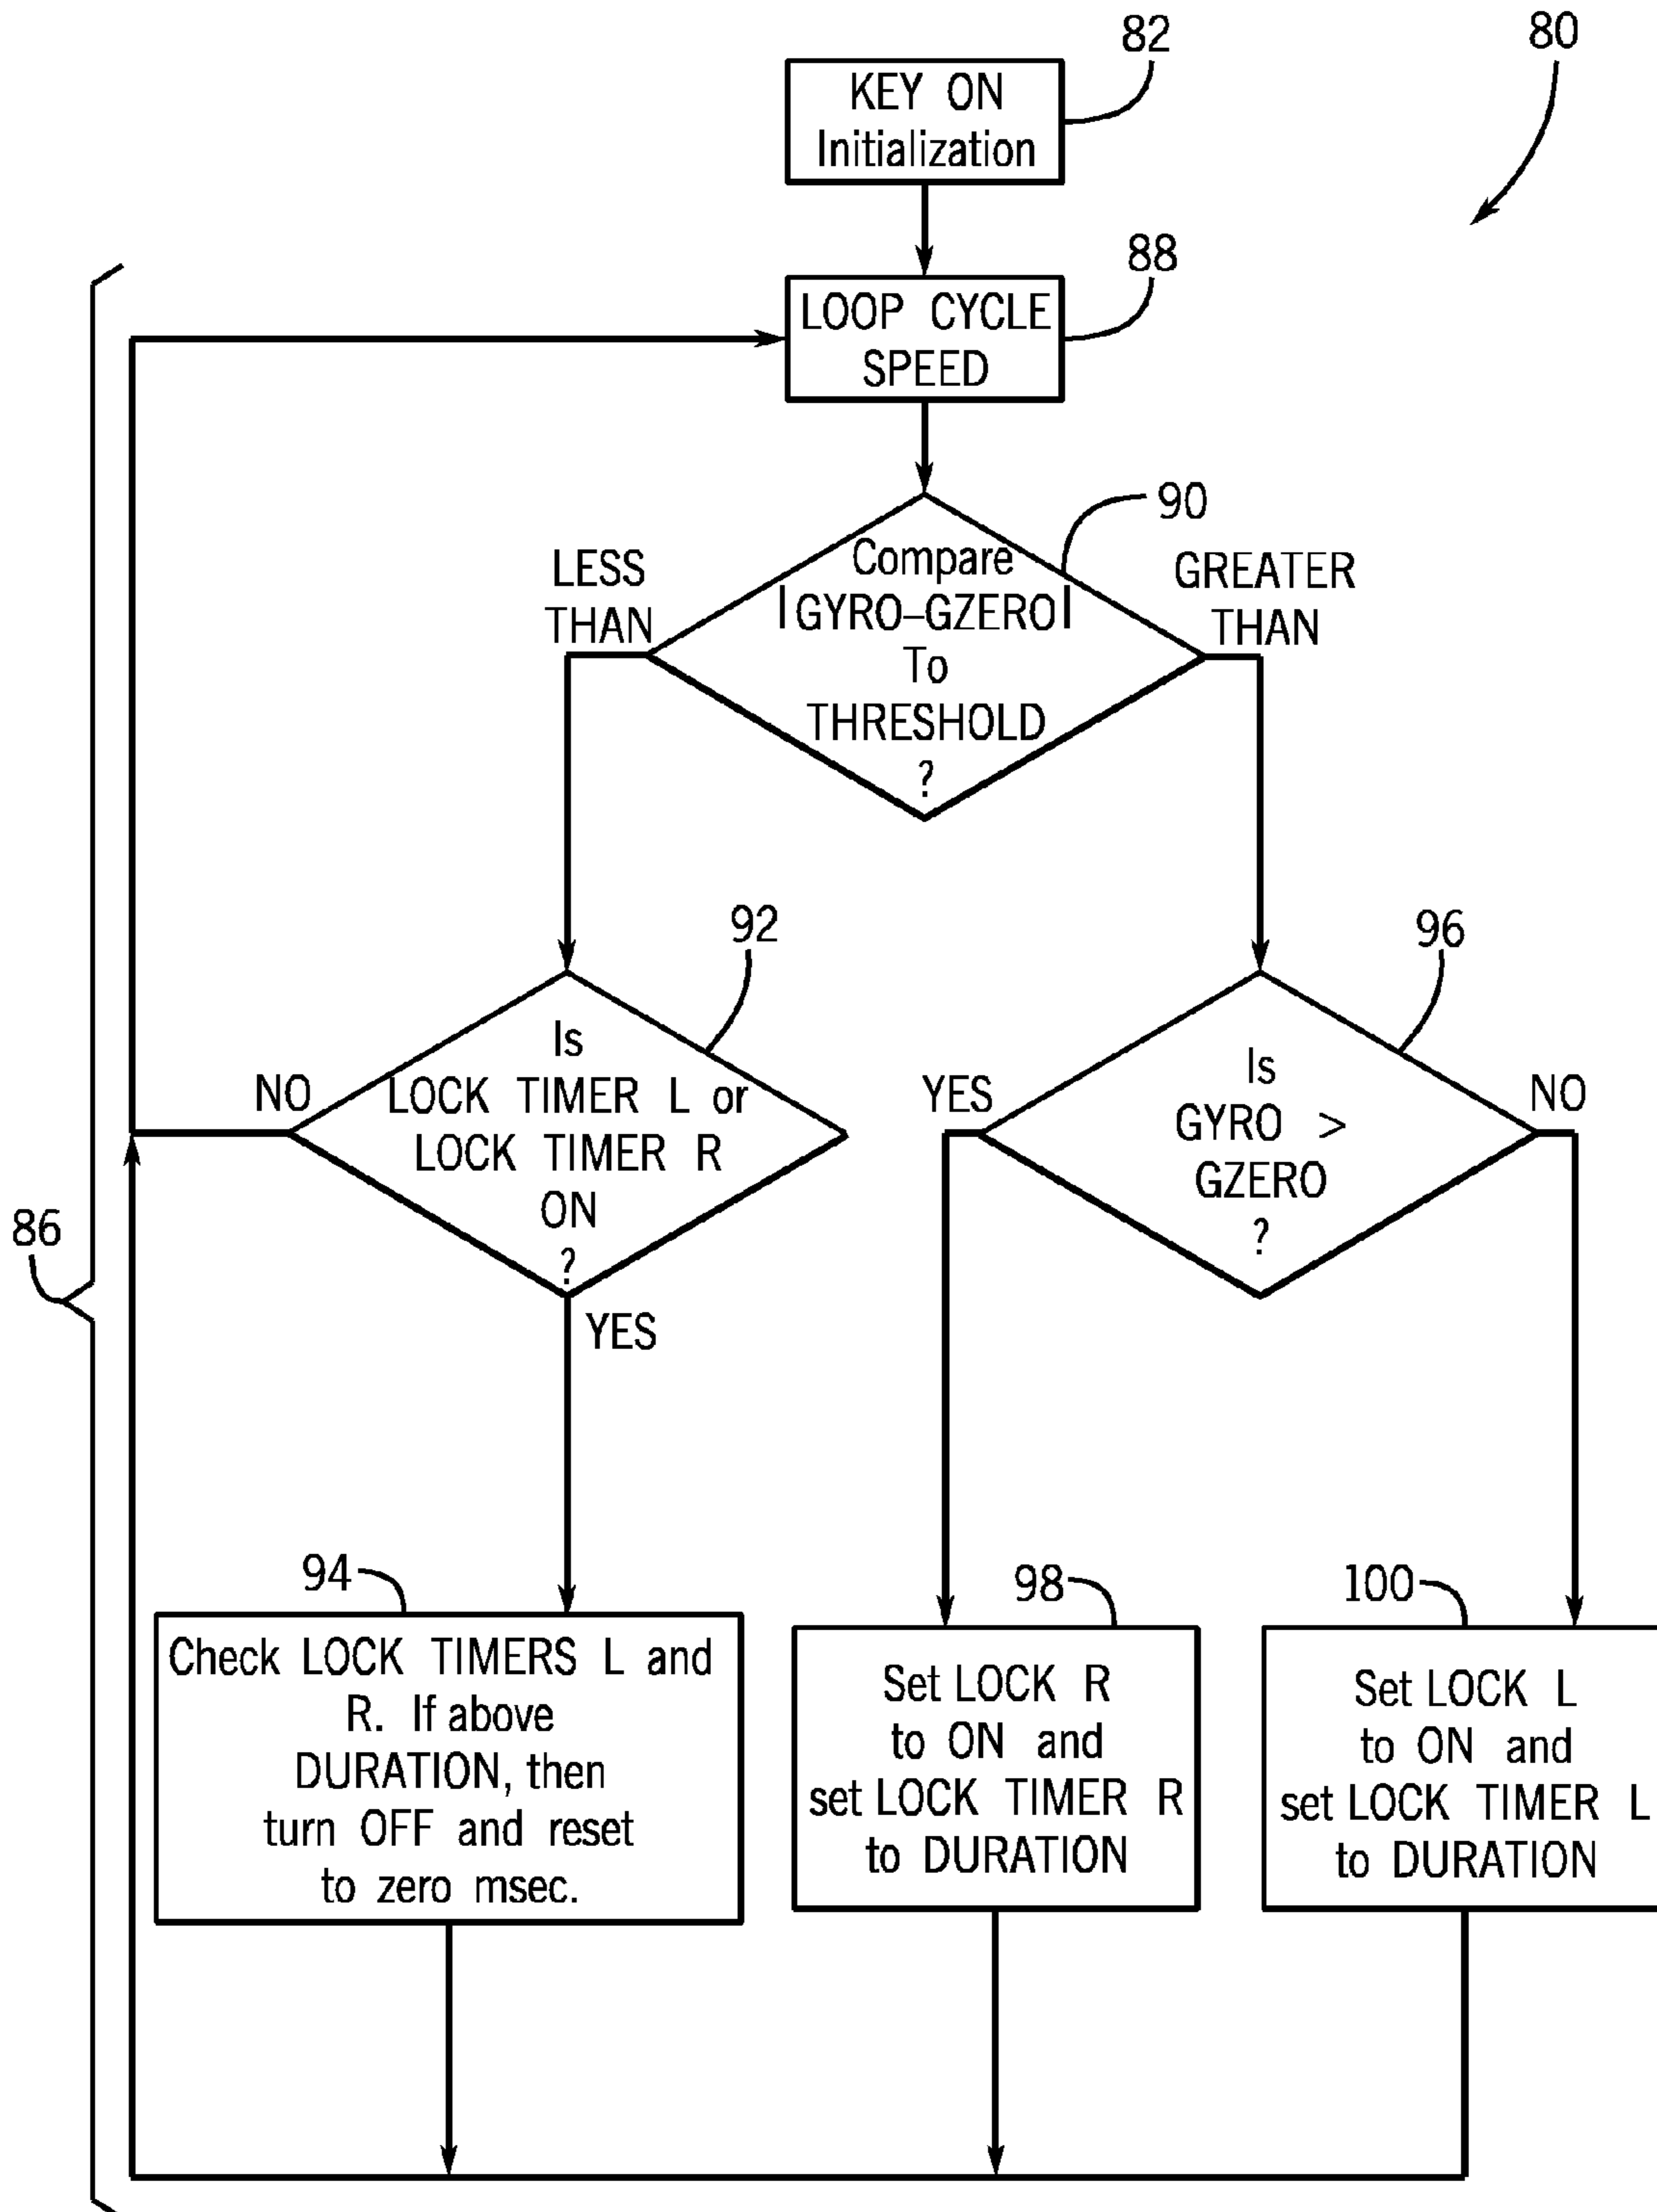 82
80
KEY ON
Initialization
88
LOOP CYCLE
SPEED
90
LESS
THAN
Compare
|GYRO–GZERO|
To
THRESHOLD
?
GREATER
THAN
92
96
Is
LOCK TIMER L or
LOCK TIMER R
ON
?
NO
YES
Is
GYRO >
GZERO
?
YES
NO
86
94
98
100
Check LOCK TIMERS L and
R. If above
DURATION, then
turn OFF and reset
to zero msec.
Set LOCK R
to ON and
set LOCK TIMER R
to DURATION
Set LOCK L
to ON and
set LOCK TIMER L
to DURATION